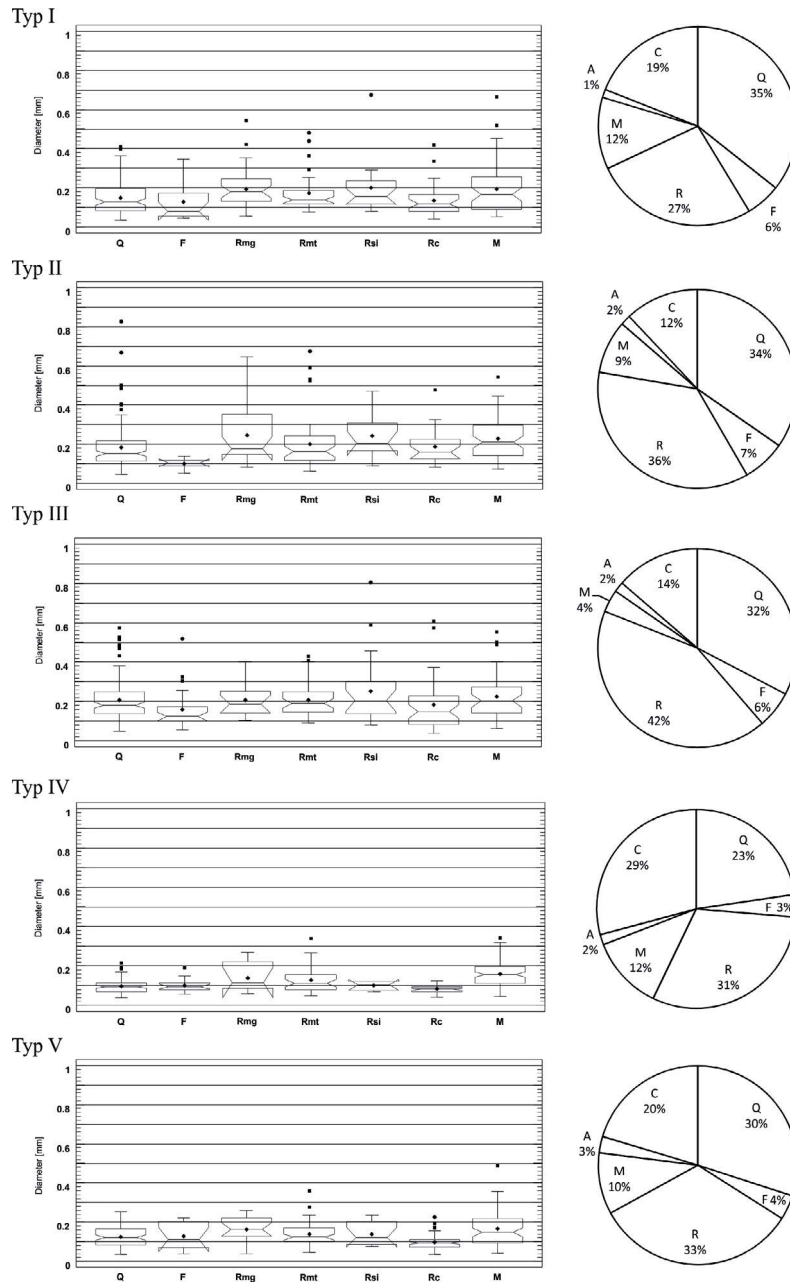 Typ I
Diameter [mm]
1
0.8
0.6
0.4
0.2
0
Q F Rmg Rmt Rsi Rc M
A
1%
C
19%
Q
35%
M
12%
R
27%
F
6%
Typ II
Diameter [mm]
1
0.8
0.6
0.4
0.2
0
Q F Rmg Rmt Rsi Rc M
A
2%
C
12%
Q
34%
M
9%
R
36%
F
7%
Typ III
Diameter [mm]
1
0.8
0.6
0.4
0.2
0
Q F Rmg Rmt Rsi Rc M
A
2%
C
14%
Q
32%
M
4%
R
42%
F
6%
Typ IV
Diameter [mm]
1
0.8
0.6
0.4
0.2
0
Q F Rmg Rmt Rsi Rc M
C
29%
Q
23%
F 3%
A
2%
M
12%
R
31%
Typ V
Diameter [mm]
1
0.8
0.6
0.4
0.2
0
Q F Rmg Rmt Rsi Rc M
C
20%
Q
30%
A
3%
M
10%
F 4%
R
33%